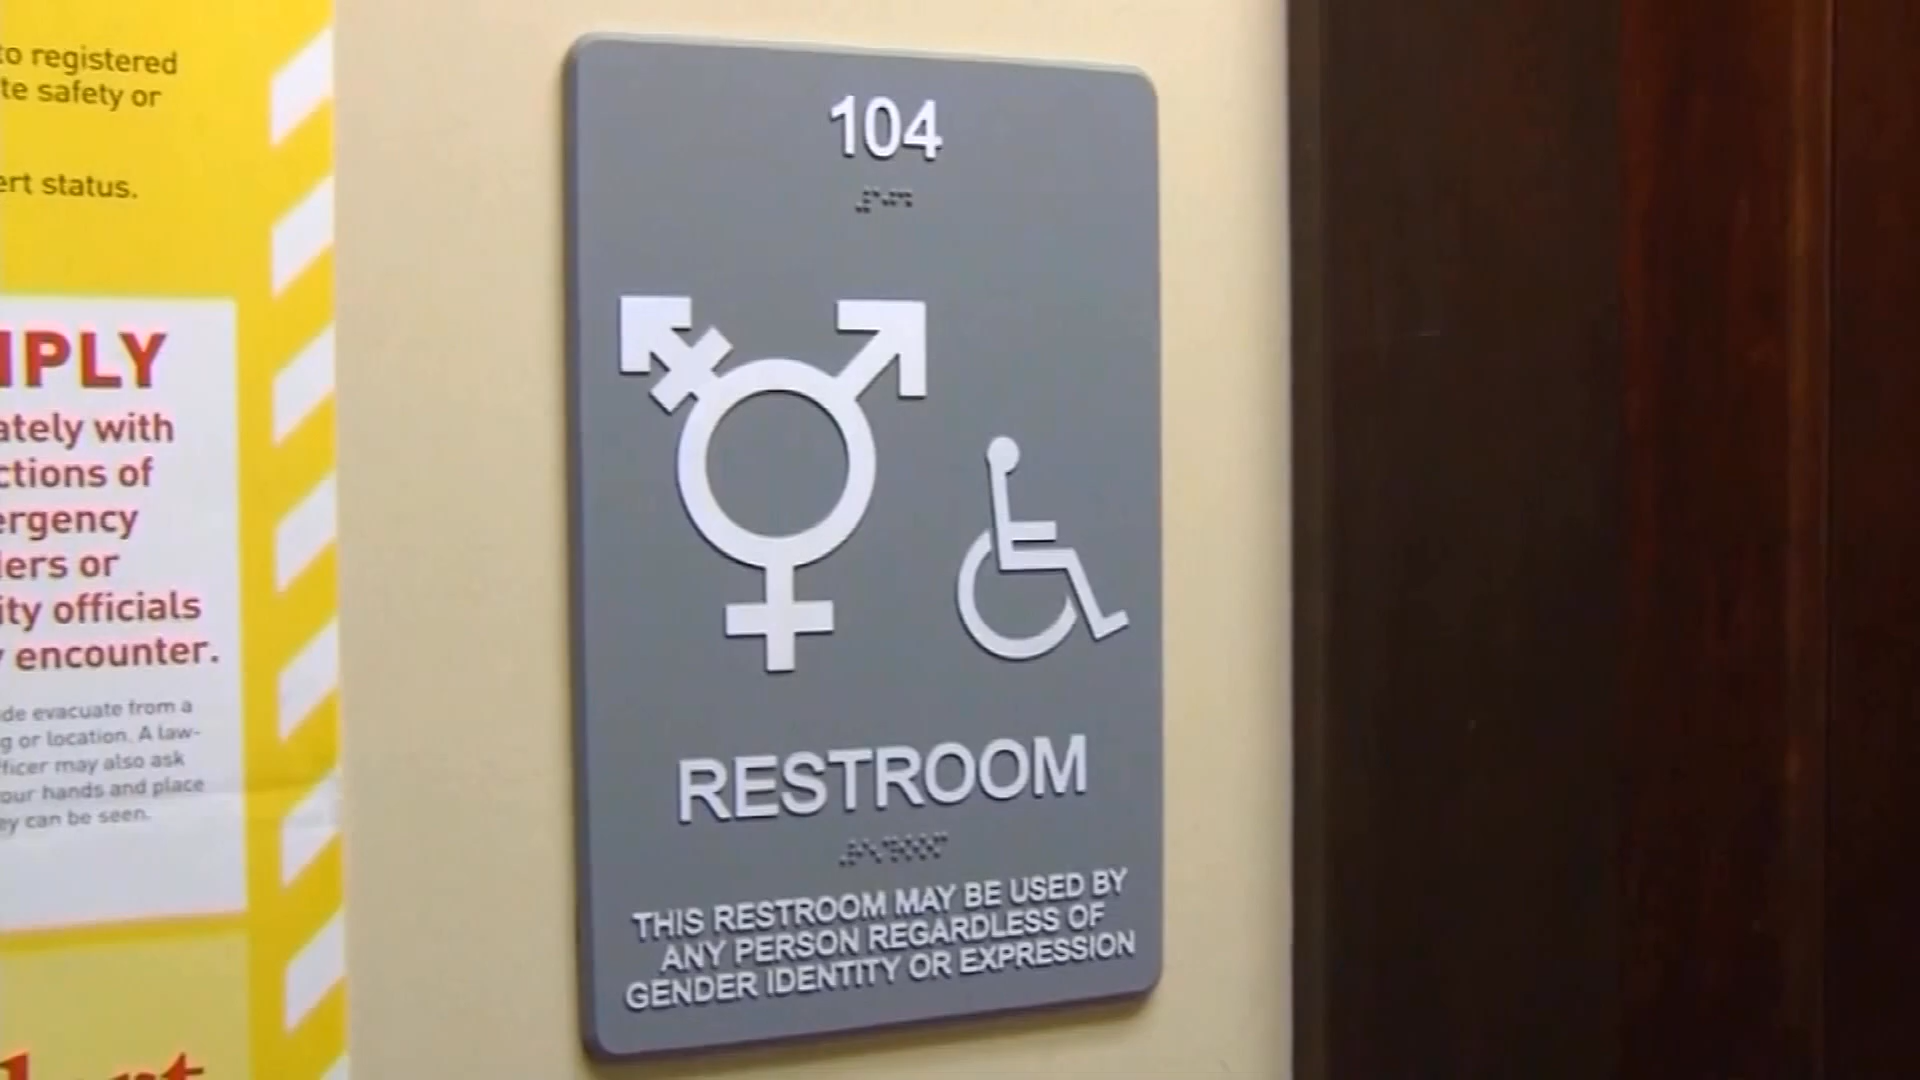 to registered
te safety or
ert status.
IPLY
ately with
ctions of
ergency
ders or
ity officials
encounter.
de evacuate from a
g or location. A law-
fficer may also ask
our hands and place
ey can be seen.
104
RESTROOM
THIS RESTROOM MAY BE USED BY
ANY PERSON REGARDLESS OF
GENDER IDENTITY OR EXPRESSION